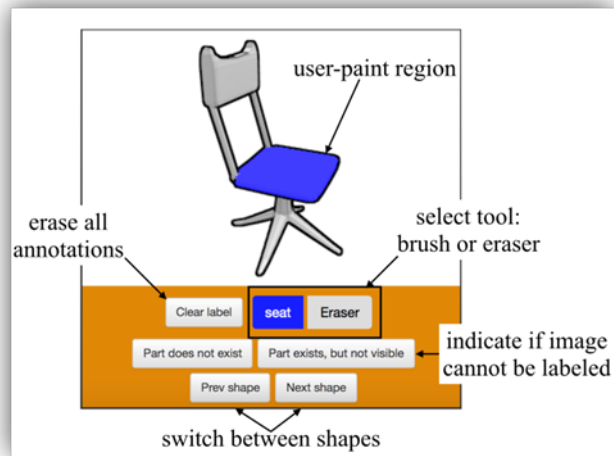 user-paint region
erase all
annotations
select tool:
brush or eraser
Clear label
seat
Eraser
Part does not exist
Part exists, but not visible
indicate if image
cannot be labeled
Prev shape
Next shape
switch between shapes